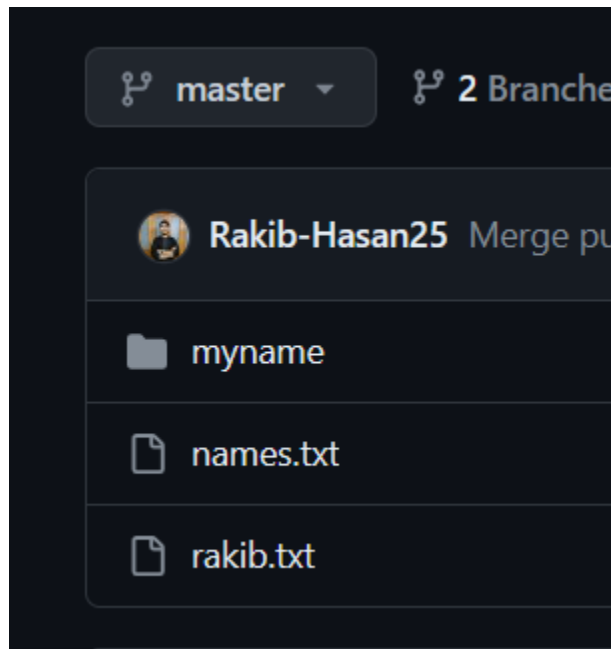 master 2 Branche
Rakib-Hasan25 Merge pu
myname
names.txt
rakib.txt